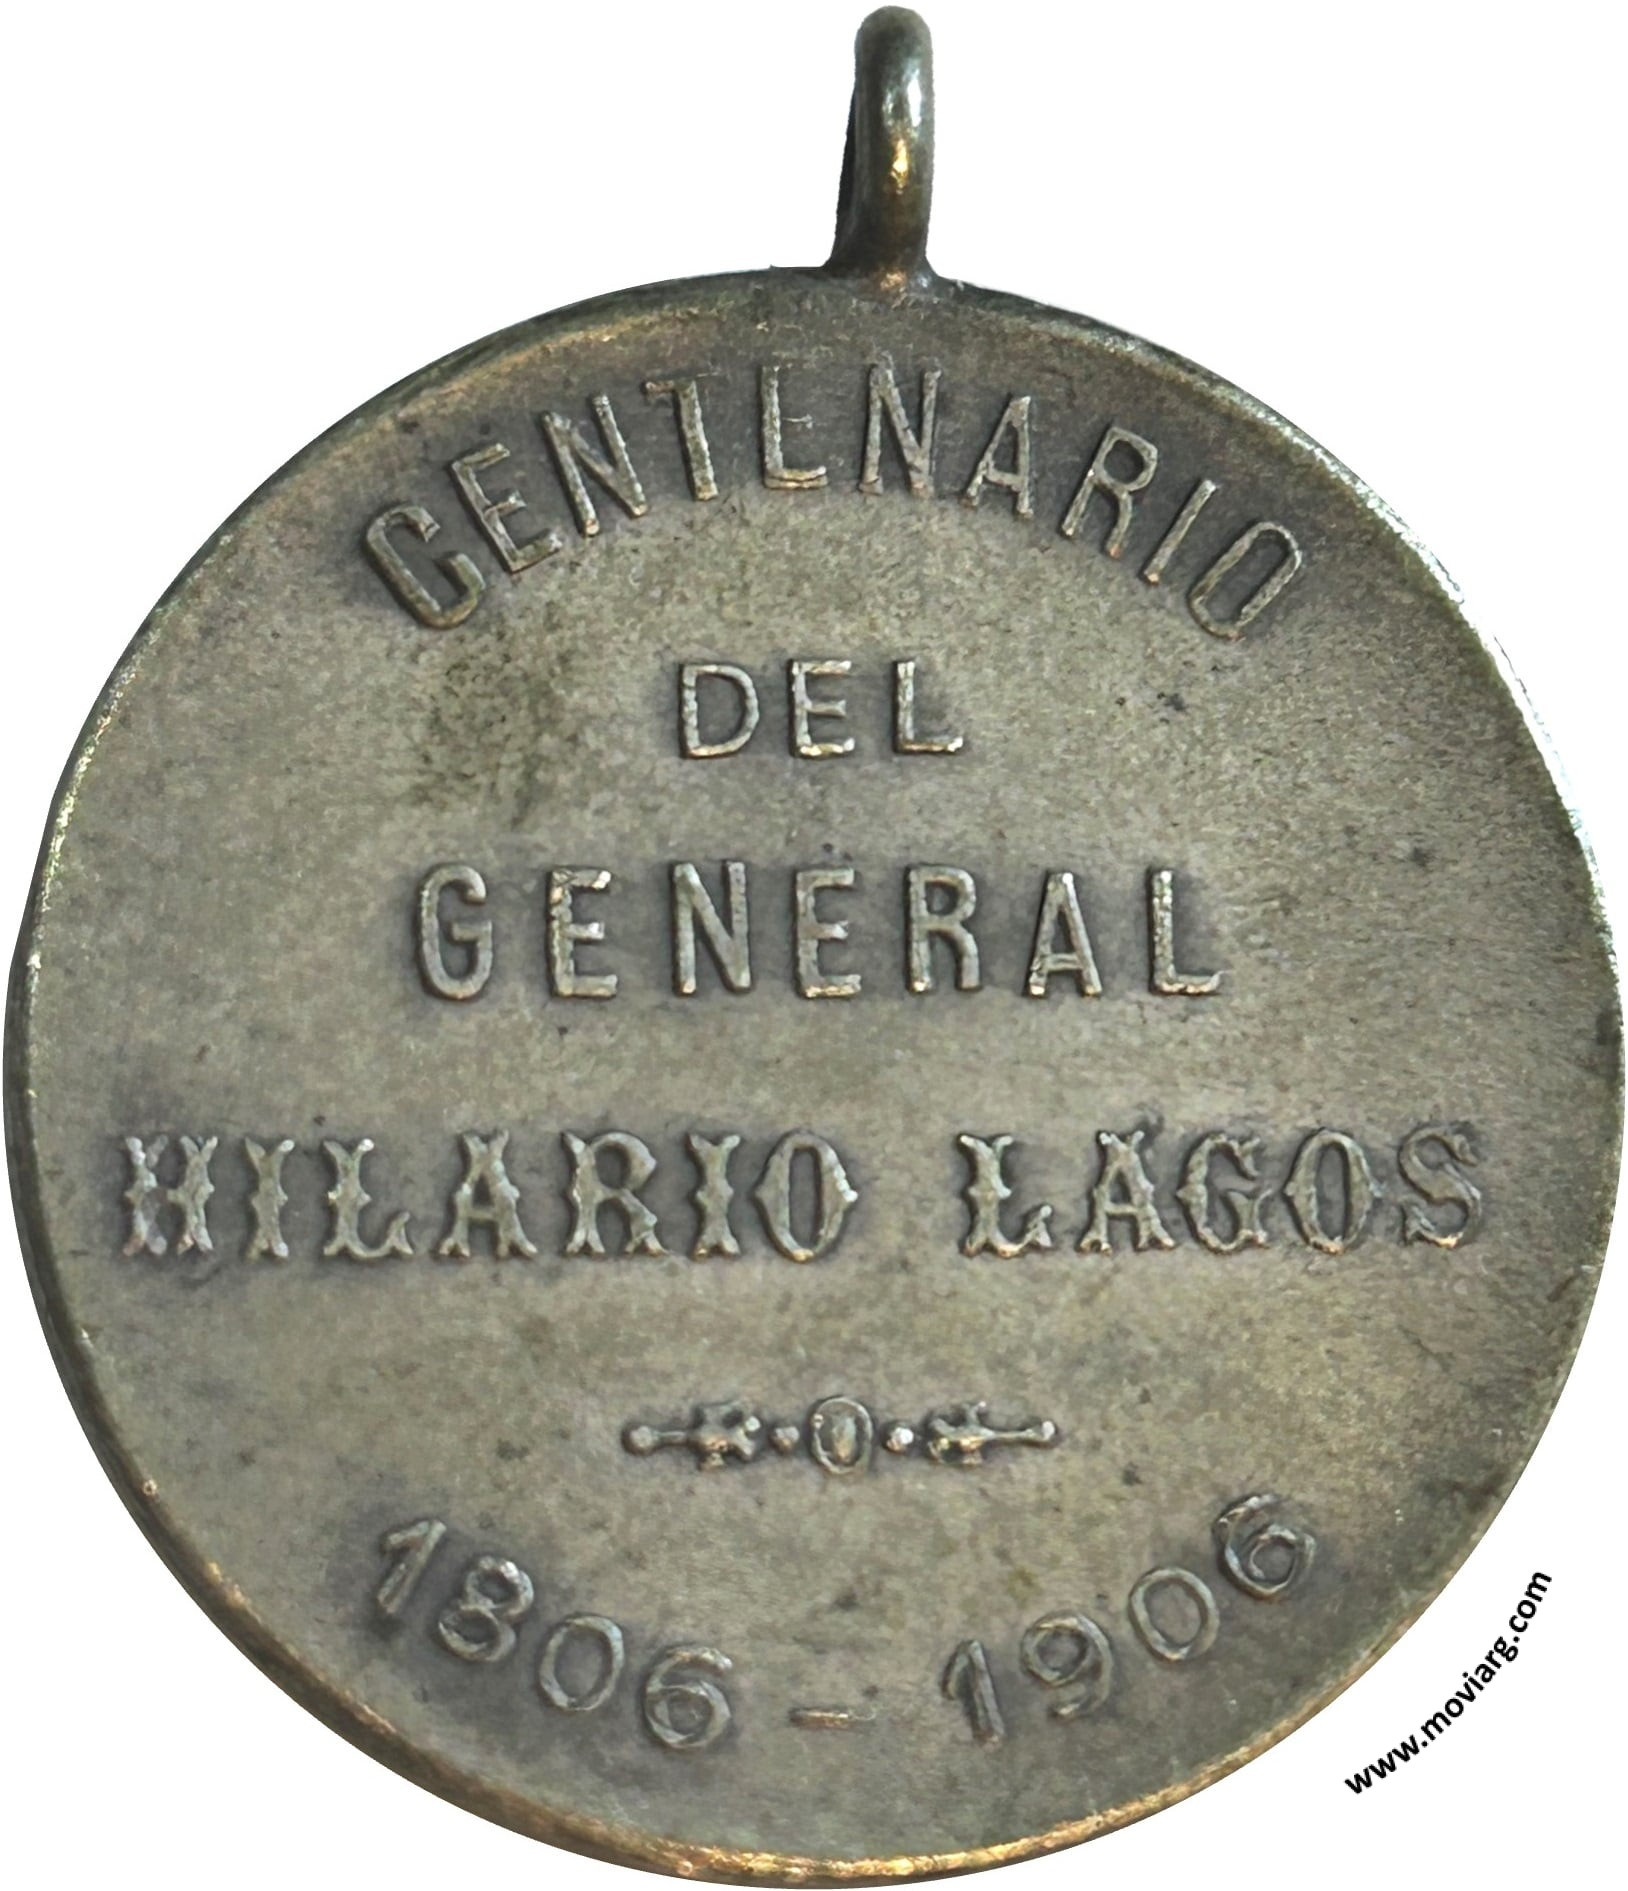 CENTENARIO
DEL
GENERAL
HILARIO LAGOS
1806 - 1906
www.moviarg.com